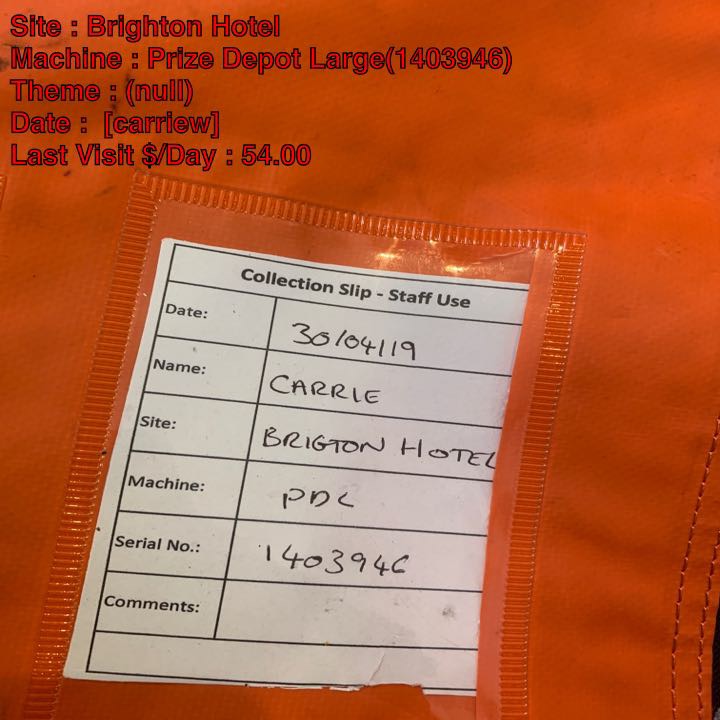 Site : Brighton Hotel
Machine : Prize Depot Large(1403946)
Theme : (null)
Date :  [carriew]
Last Visit $/Day : 54.00
Collection Slip - Staff Use
Date: 30/04/19
Name: CARRIE
Site: BRIGTON HOTEL
Machine: PDL
Serial No.: 1403946
Comments: